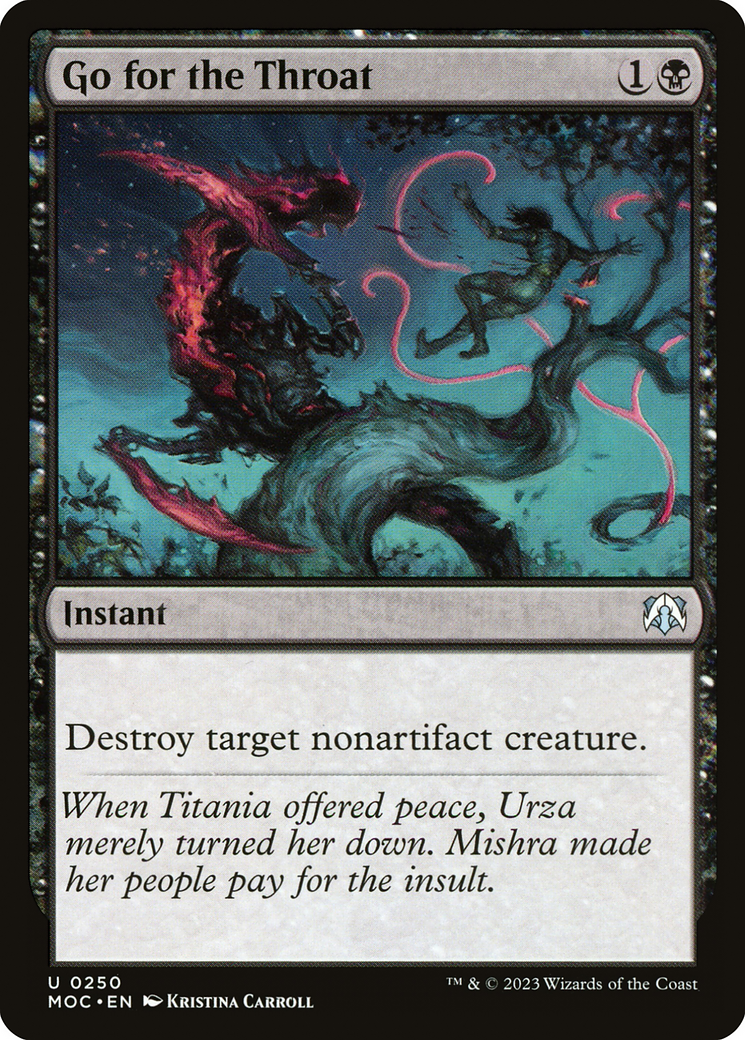 Go for the Throat 1
Instant
Destroy target nonartifact creature.
When Titania offered peace, Urza
merely turned her down. Mishra made
her people pay for the insult.
U 0250
MOC • EN Kristina Carroll
™ & © 2023 Wizards of the Coast